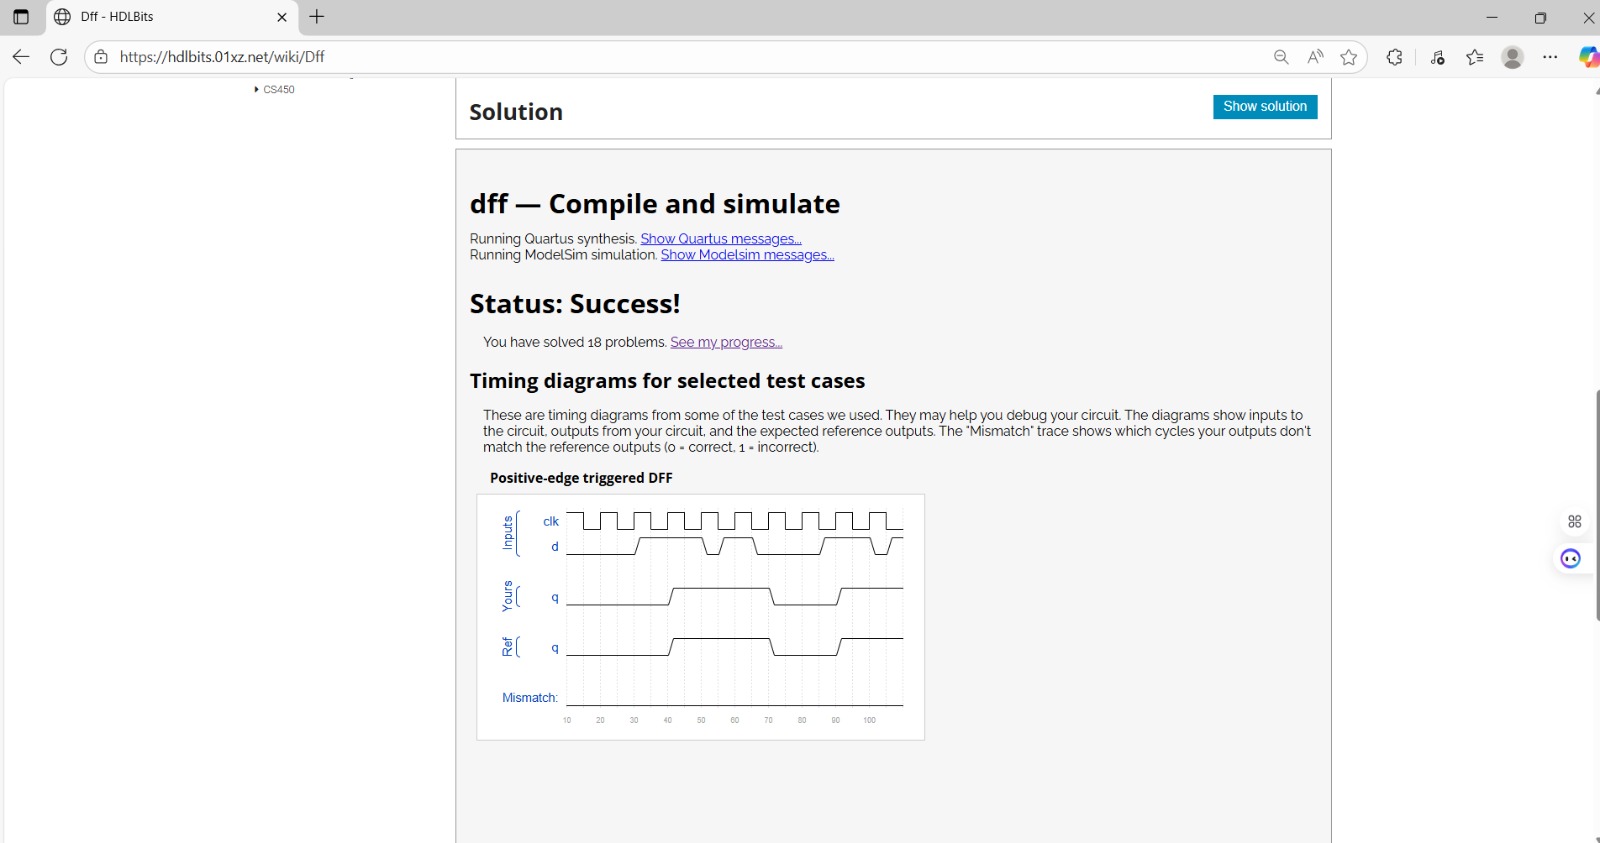 Dff - HDLBits
https://hdlbits.01xz.net/wiki/Dff
CS450
Solution
Show solution
dff — Compile and simulate
Running Quartus synthesis. Show Quartus messages...
Running ModelSim simulation. Show Modelsim messages...
Status: Success!
You have solved 18 problems. See my progress...
Timing diagrams for selected test cases
These are timing diagrams from some of the test cases we used. They may help you debug your circuit. The diagrams show inputs to
the circuit, outputs from your circuit, and the expected reference outputs. The "Mismatch" trace shows which cycles your outputs don't
match the reference outputs (0 = correct, 1 = incorrect).
Positive-edge triggered DFF
Inputs
clk
d
Yours
q
Ref
q
Mismatch:
10 20 30 40 50 60 70 80 90 100